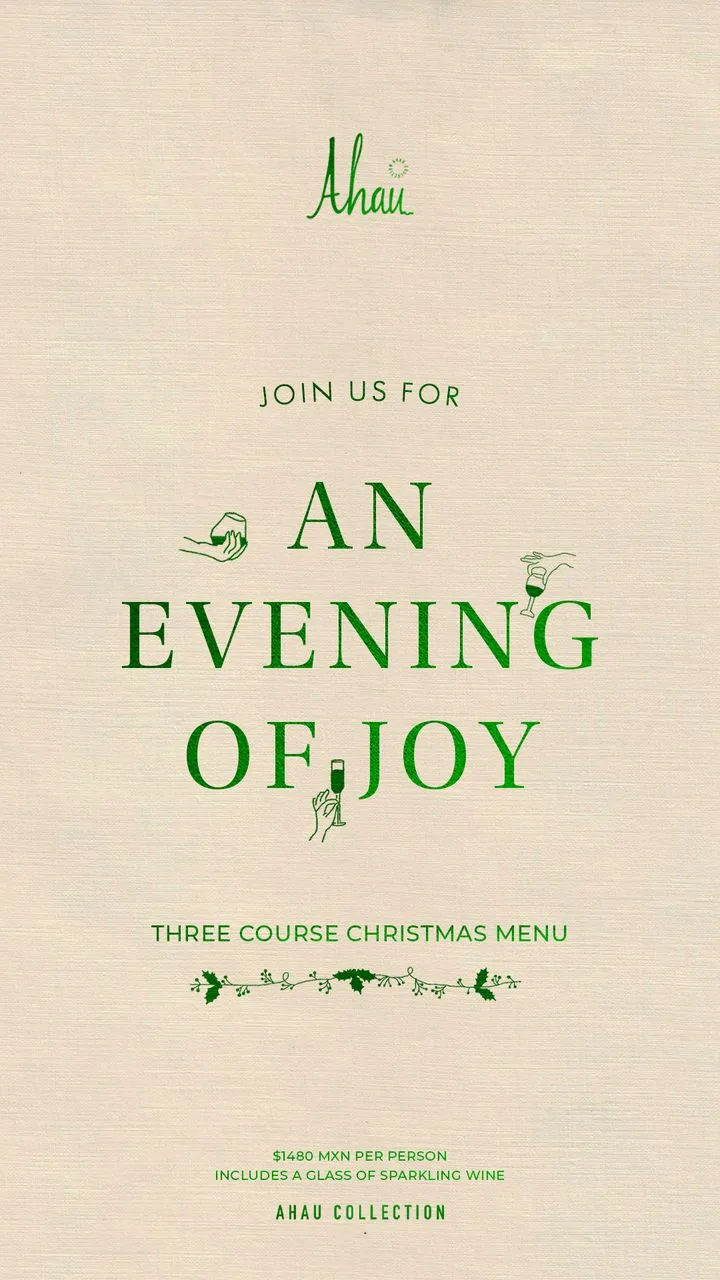 Ahau
JOIN US FOR
AN
EVENING
OF JOY
THREE COURSE CHRISTMAS MENU
$1480 MXN PER PERSON
INCLUDES A GLASS OF SPARKLING WINE
AHAU COLLECTION